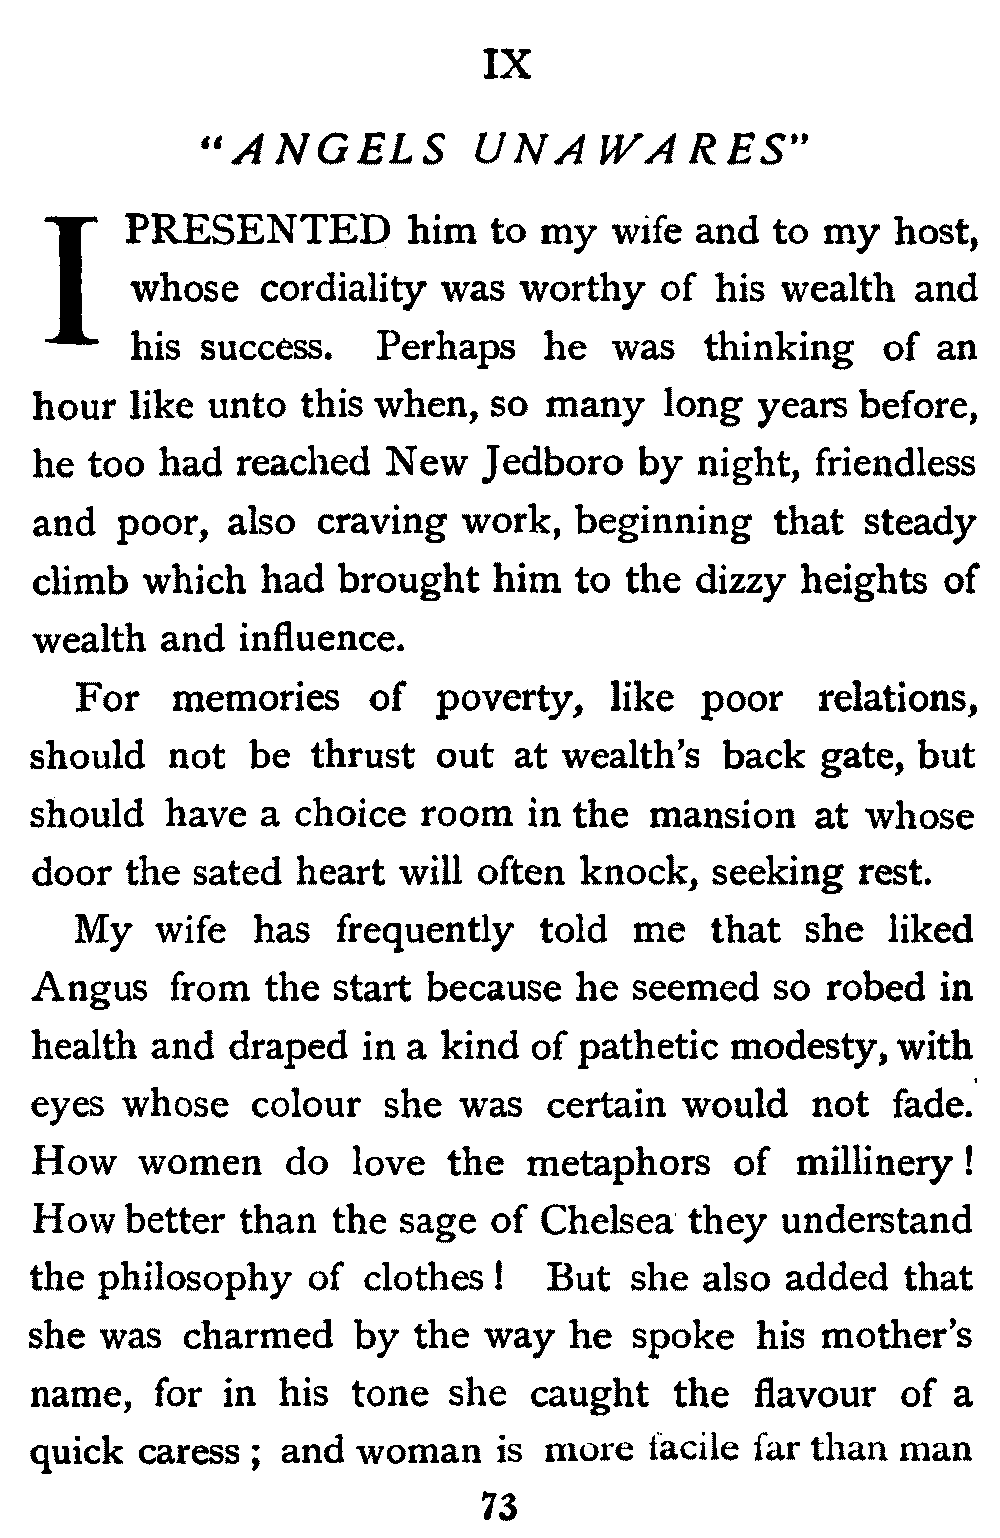 IX
"ANGELS UNAWARES"
I PRESENTED him to my wife and to my host,
whose cordiality was worthy of his wealth and
his success. Perhaps he was thinking of an
hour like unto this when, so many long years before,
he too had reached New Jedboro by night, friendless
and poor, also craving work, beginning that steady
climb which had brought him to the dizzy heights of
wealth and influence.
For memories of poverty, like poor relations,
should not be thrust out at wealth's back gate, but
should have a choice room in the mansion at whose
door the sated heart will often knock, seeking rest.
My wife has frequently told me that she liked
Angus from the start because he seemed so robed in
health and draped in a kind of pathetic modesty, with
eyes whose colour she was certain would not fade.
How women do love the metaphors of millinery !
How better than the sage of Chelsea they understand
the philosophy of clothes ! But she also added that
she was charmed by the way he spoke his mother's
name, for in his tone she caught the flavour of a
quick caress ; and woman is more facile far than man
73